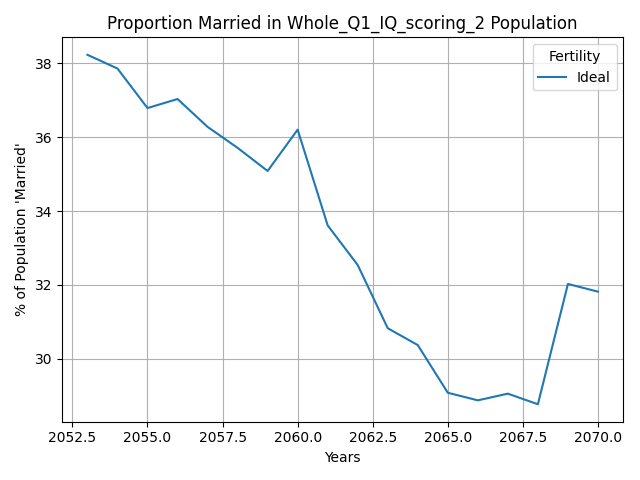 Proportion Married in Whole_Q1_IQ_scoring_2 Population
Fertility
Ideal
% of Population 'Married'
38
36
34
32
30
2052.5 2055.0 2057.5 2060.0 2062.5 2065.0 2067.5 2070.0
Years